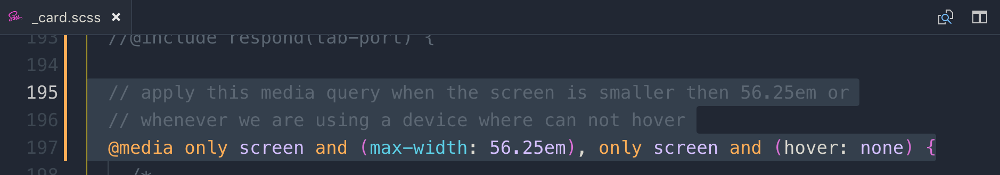 _card.scss ×
193 //@include respond(tab-port) {
194
195 // apply this media query when the screen is smaller then 56.25em or
196 // whenever we are using a device where can not hover
197 @media only screen and (max-width: 56.25em), only screen and (hover: none) {
198 /*